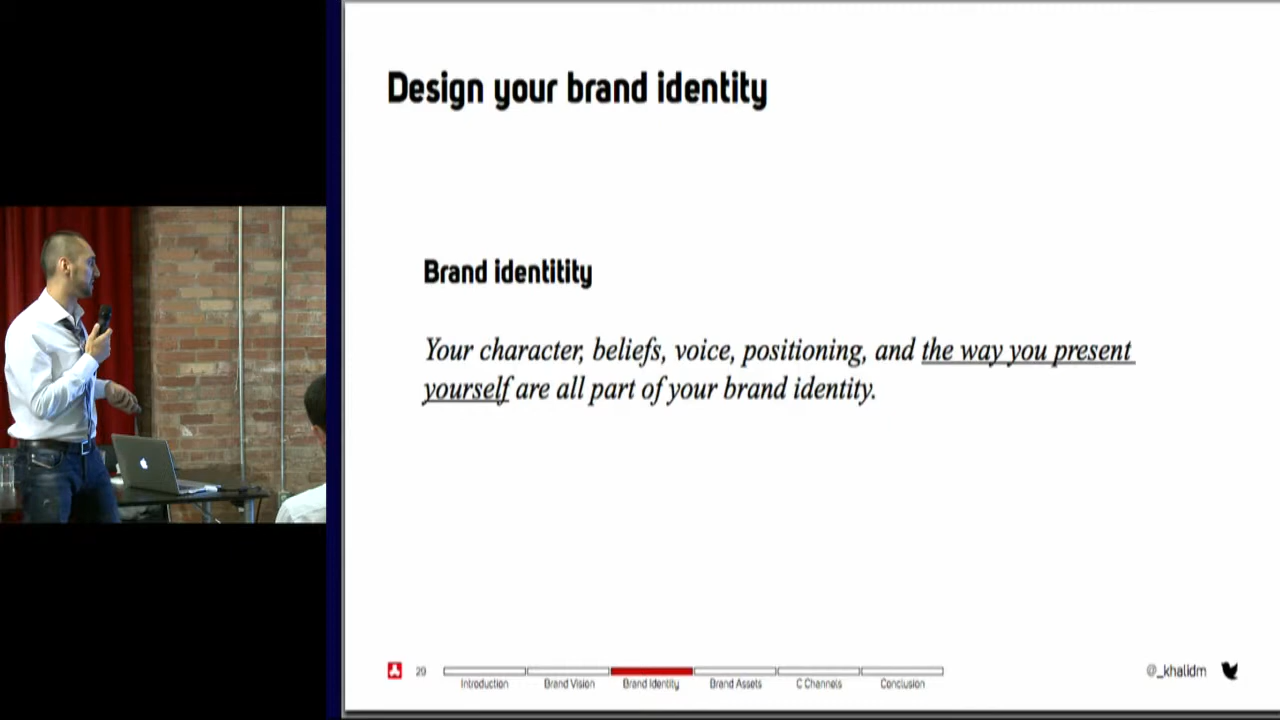 Design your brand identity
Brand identitity
Your character, beliefs, voice, positioning, and the way you present
yourself are all part of your brand identity.
29
Introduction
Brand Vision
Brand Identity
Brand Assets
C Channels
Conclusion
@_khalidm